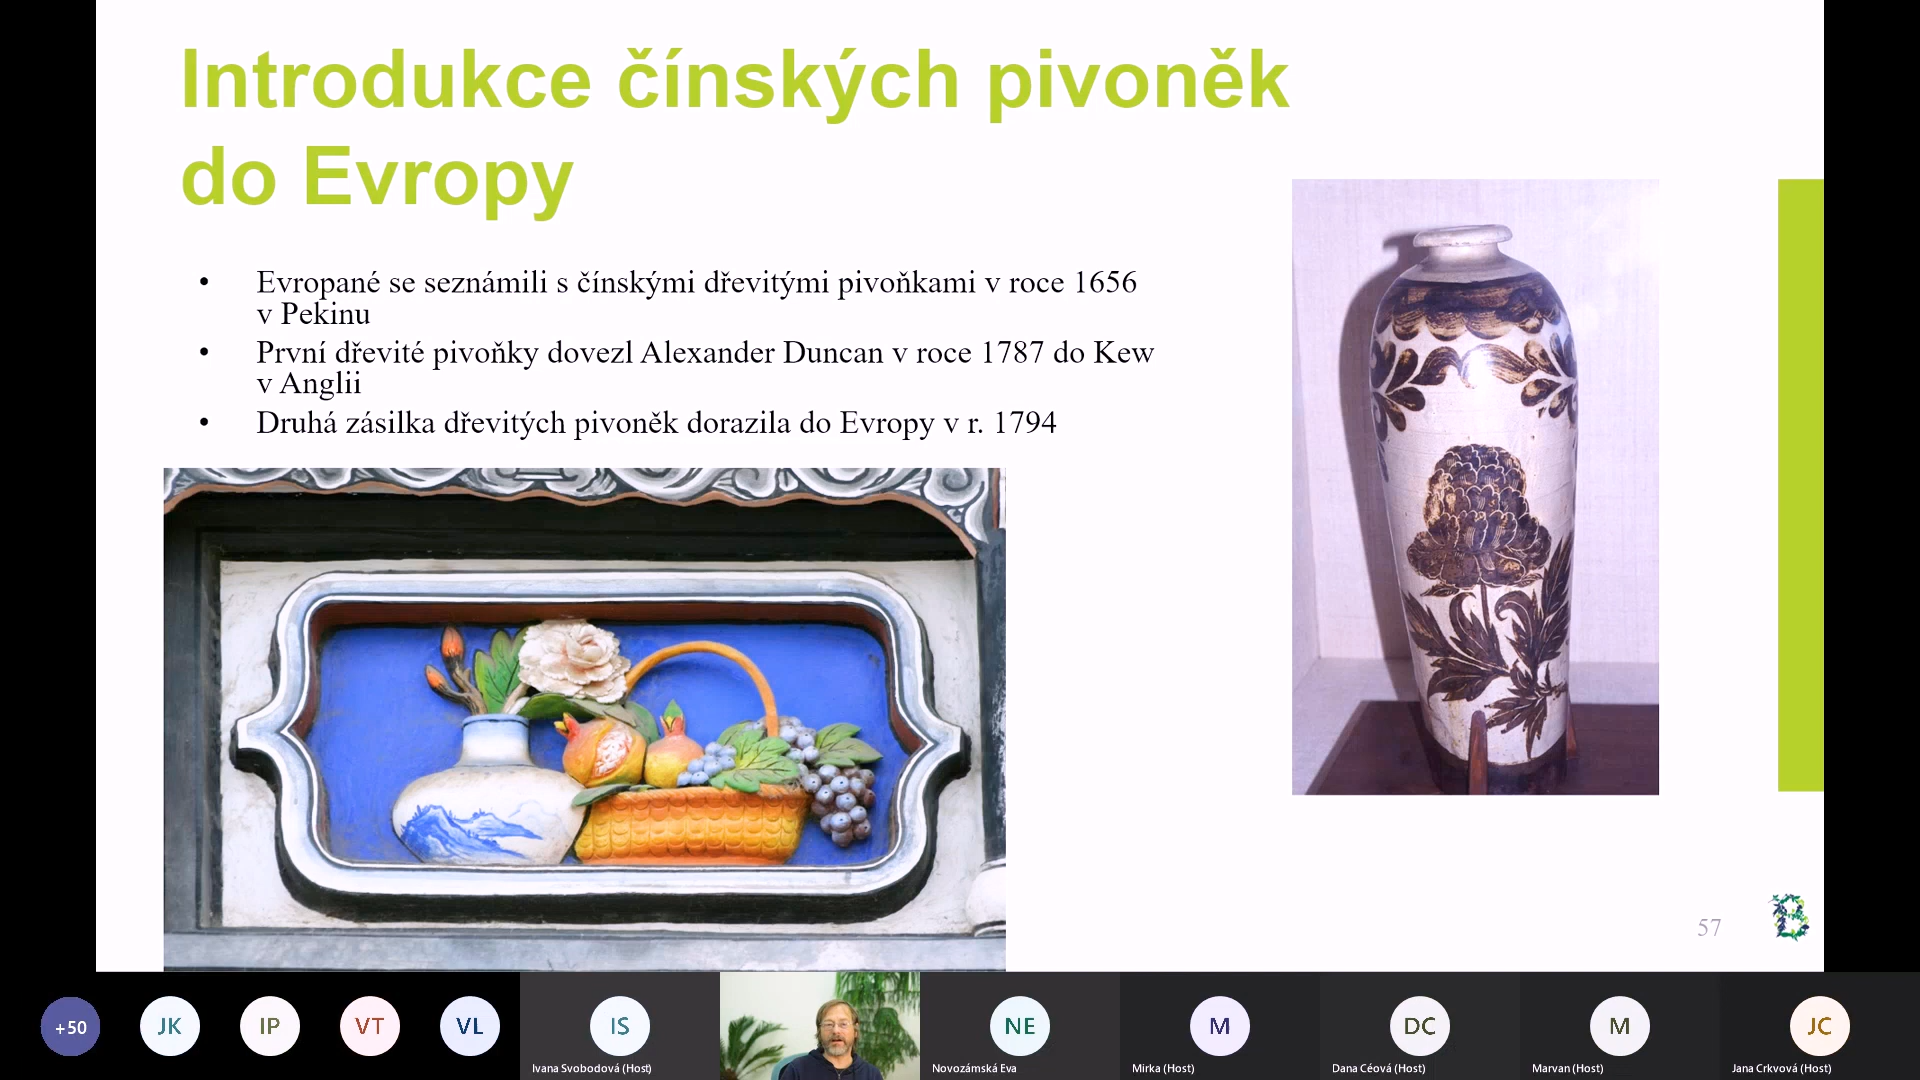 Introdukce čínských pivoněk
do Evropy
• Evropané se seznámili s čínskými dřevitými pivoňkami v roce 1656
v Pekinu
• První dřevité pivoňky dovezl Alexander Duncan v roce 1787 do Kew
v Anglii
• Druhá zásilka dřevitých pivoněk dorazila do Evropy v r. 1794
57
B
+50
JK
IP
VT
VL
IS
NE
M
DC
M
JC
Ivana Svobodová (Host)
Novozámská Eva
Mirka (Host)
Dana Céová (Host)
Marvan (Host)
Jana Crkvová (Host)